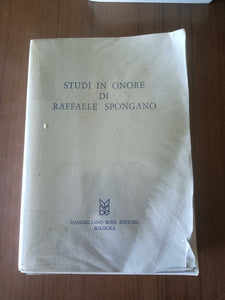 STUDI IN ONORE
DI
RAFFAELE SPONGANO
MASSIMILIANO BONI EDITORE
BOLOGNA